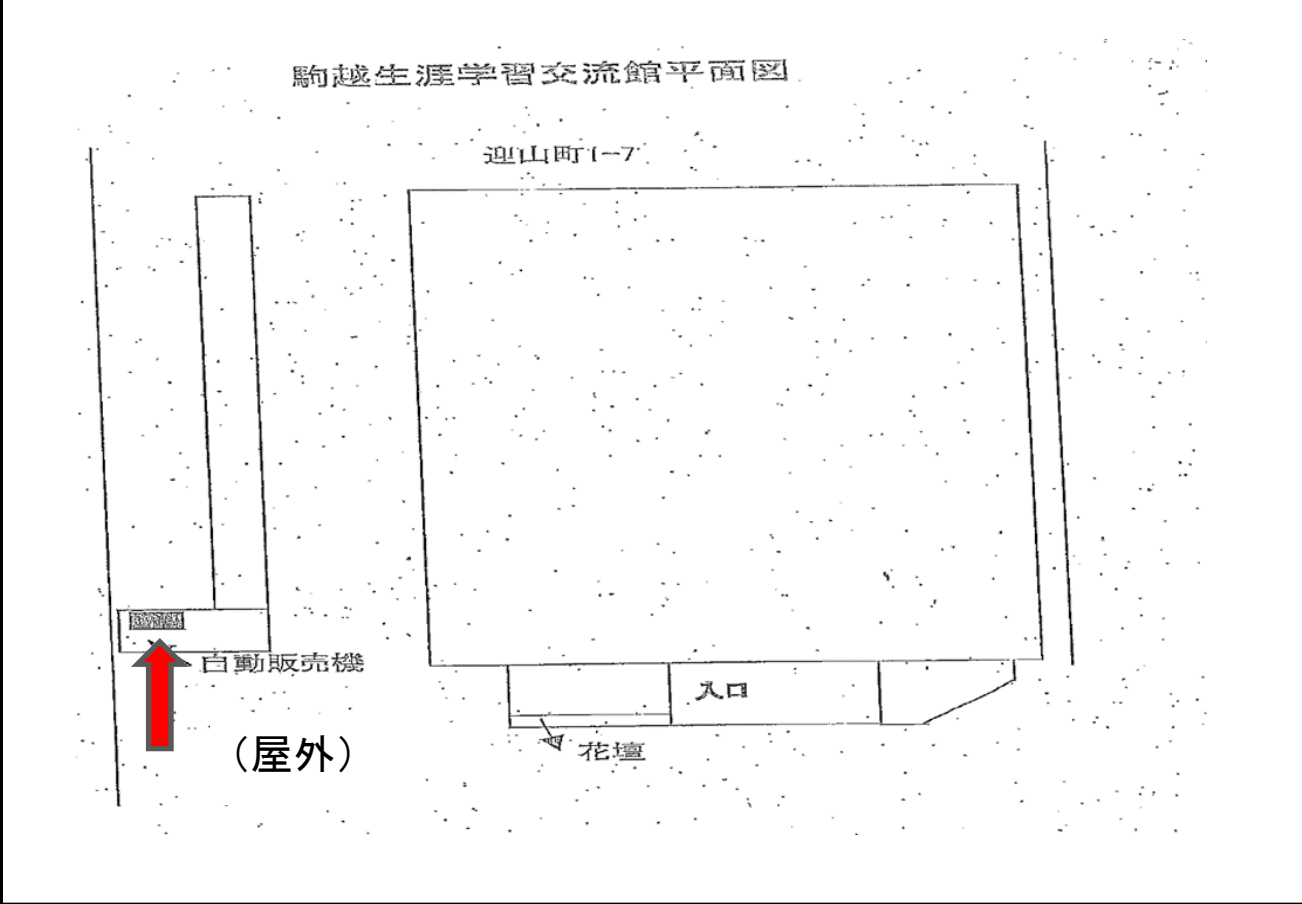 駒越生涯学習交流館平面図
迎山町1-7
自動販売機
入口
(屋外)
花壇